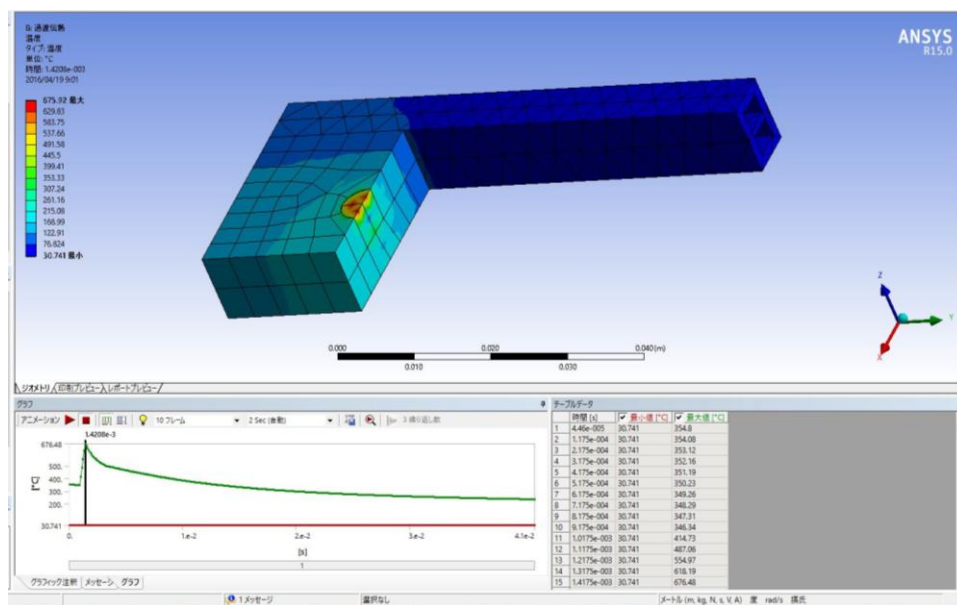 B: 過渡伝熱
温度
タイプ: 温度
単位: °C
時間: 1.4208e-003
2016/04/19 9:01
ANSYS
R15.0
675.92 最大
629.83
583.75
537.66
491.58
445.5
399.41
353.33
307.24
261.16
215.08
168.99
122.91
76.824
30.741 最小
Z
Y
X
0.000
0.020
0.040(m)
0.010
0.030
ジオメトリ/印刷プレビュー/レポートプレビュー/
グラフ
アニメーション
10 フレーム
2 Sec (自動)
1.4208e-3
676.48
500.
400.
300.
200.
30.741
[°C]
0.
1.e-2
2.e-2
3.e-2
4.1e-2
[s]
1
グラフィック注釈 メッセージ グラフ
テーブルデータ
時間 [s] 最小値 [°C] 最大値 [°C]
1 4.46e-005 30.741 354.8
2 1.175e-004 30.741 354.08
3 2.175e-004 30.741 353.12
4 3.175e-004 30.741 352.16
5 4.175e-004 30.741 351.19
6 5.175e-004 30.741 350.23
7 6.175e-004 30.741 349.26
8 7.175e-004 30.741 348.29
9 8.175e-004 30.741 347.31
10 9.175e-004 30.741 346.34
11 1.0175e-003 30.741 414.73
12 1.1175e-003 30.741 487.06
13 1.2175e-003 30.741 554.97
14 1.3175e-003 30.741 618.19
15 1.4175e-003 30.741 676.48
1 メッセージ
選択なし
メートル (m, kg, N, s, V, A) 度 rad/s 摂氏